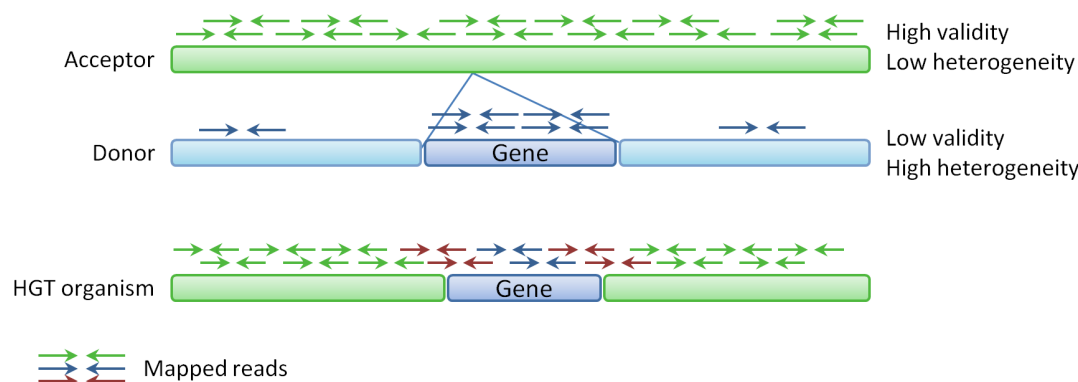 High validity
Acceptor
Low heterogeneity
Low validity
Donor
Gene
High heterogeneity
HGT organism
Gene
Mapped reads